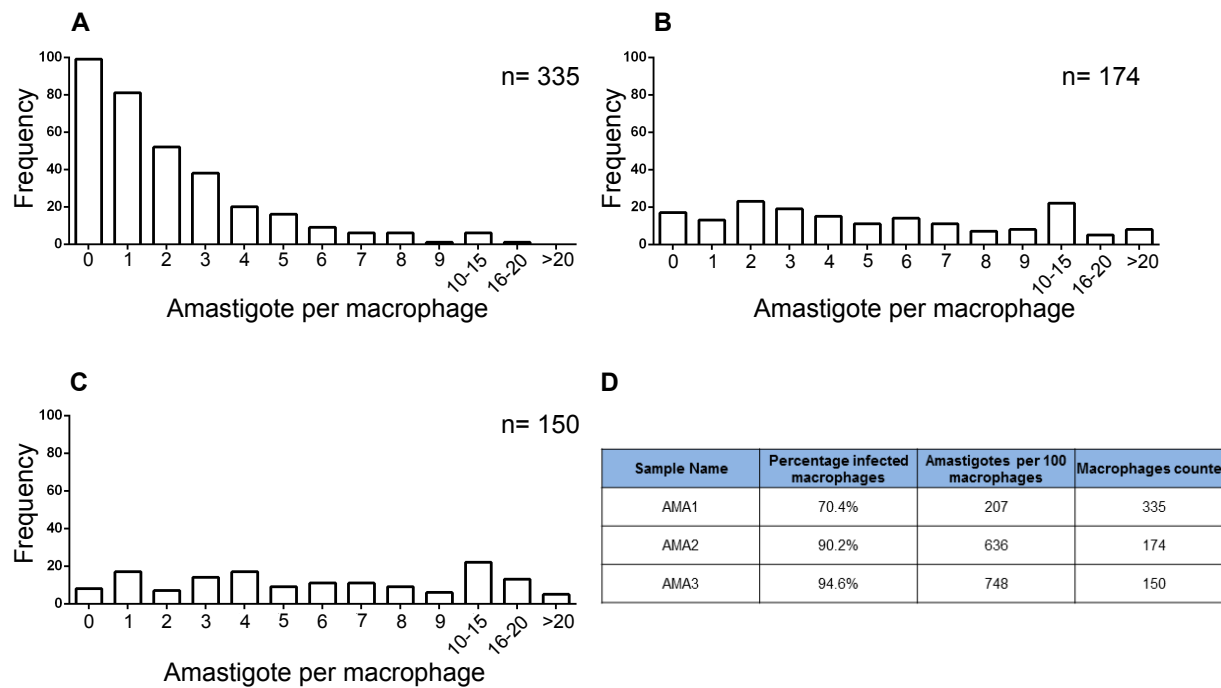 A
n= 335
Frequency
100
80
60
40
20
0
0 1 2 3 4 5 6 7 8 9 10-15 16-20 >20
Amastigote per macrophage
B
n= 174
Frequency
100
80
60
40
20
0
0 1 2 3 4 5 6 7 8 9 10-15 16-20 >20
Amastigote per macrophage
C
n= 150
Frequency
100
80
60
40
20
0
0 1 2 3 4 5 6 7 8 9 10-15 16-20 >20
Amastigote per macrophage
D
Sample Name Percentage infected macrophages Amastigotes per 100 macrophages Macrophages counte
AMA1 70.4% 207 335
AMA2 90.2% 636 174
AMA3 94.6% 748 150